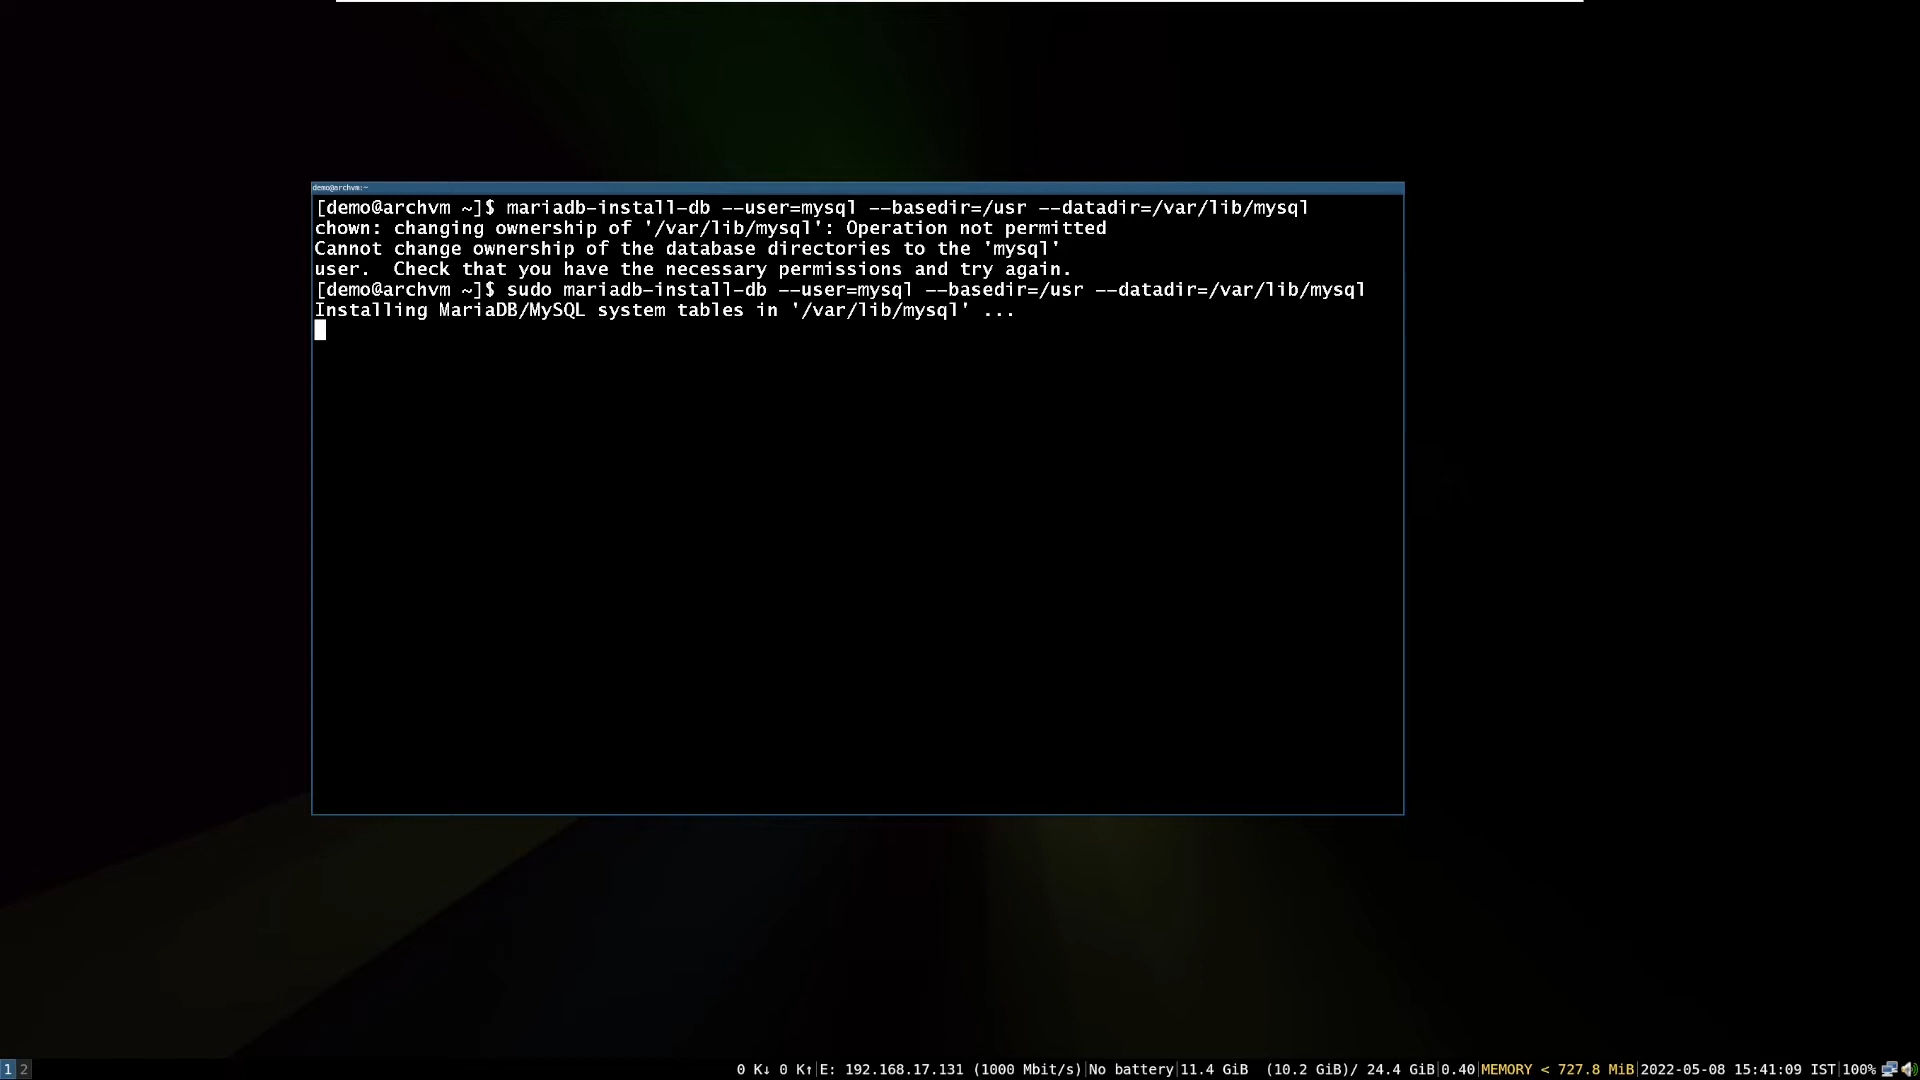 demo@archvm:~
[demo@archvm ~]$ mariadb-install-db --user=mysql --basedir=/usr --datadir=/var/lib/mysql
chown: changing ownership of '/var/lib/mysql': Operation not permitted
Cannot change ownership of the database directories to the 'mysql'
user.  Check that you have the necessary permissions and try again.
[demo@archvm ~]$ sudo mariadb-install-db --user=mysql --basedir=/usr --datadir=/var/lib/mysql
Installing MariaDB/MySQL system tables in '/var/lib/mysql' ...
1 2 0 K↓ 0 K↑|E: 192.168.17.131 (1000 Mbit/s)|No battery|11.4 GiB  (10.2 GiB)/ 24.4 GiB|0.40|MEMORY < 727.8 MiB|2022-05-08 15:41:09 IST|100%